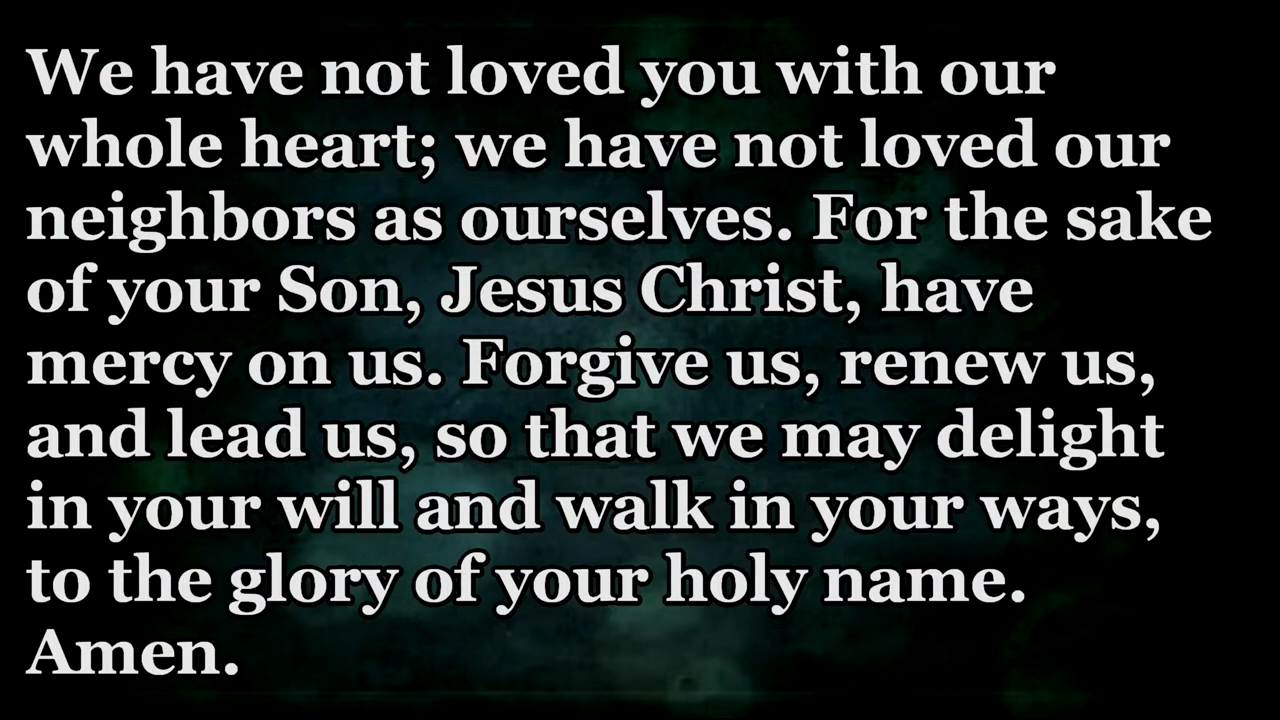 We have not loved you with our
whole heart; we have not loved our
neighbors as ourselves. For the sake
of your Son, Jesus Christ, have
mercy on us. Forgive us, renew us,
and lead us, so that we may delight
in your will and walk in your ways,
to the glory of your holy name.
Amen.